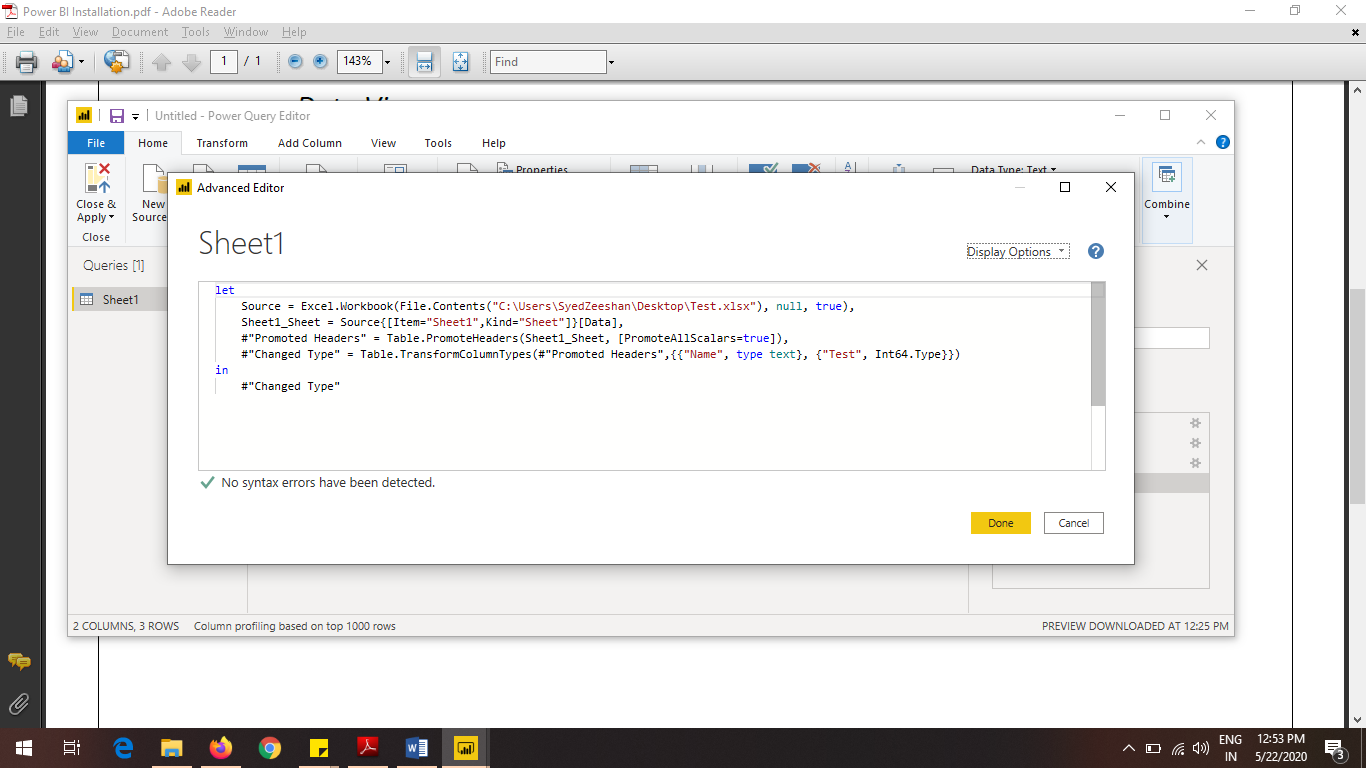 Power BI Installation.pdf - Adobe Reader
File Edit View Document Tools Window Help
1 / 1 143% Find
Untitled - Power Query Editor
File Home Transform Add Column View Tools Help
Properties
Data Type: Text
Close & Apply
New Source
Combine
Close
Advanced Editor
Sheet1
Display Options
Queries [1]
Sheet1
let
Source = Excel.Workbook(File.Contents("C:\Users\SyedZeeshan\Desktop\Test.xlsx"), null, true),
Sheet1_Sheet = Source{[Item="Sheet1",Kind="Sheet"]}[Data],
#"Promoted Headers" = Table.PromoteHeaders(Sheet1_Sheet, [PromoteAllScalars=true]),
#"Changed Type" = Table.TransformColumnTypes(#"Promoted Headers",{{"Name", type text}, {"Test", Int64.Type}})
in
#"Changed Type"
No syntax errors have been detected.
Done Cancel
2 COLUMNS, 3 ROWS Column profiling based on top 1000 rows
PREVIEW DOWNLOADED AT 12:25 PM
ENG
IN
12:53 PM
5/22/2020
3